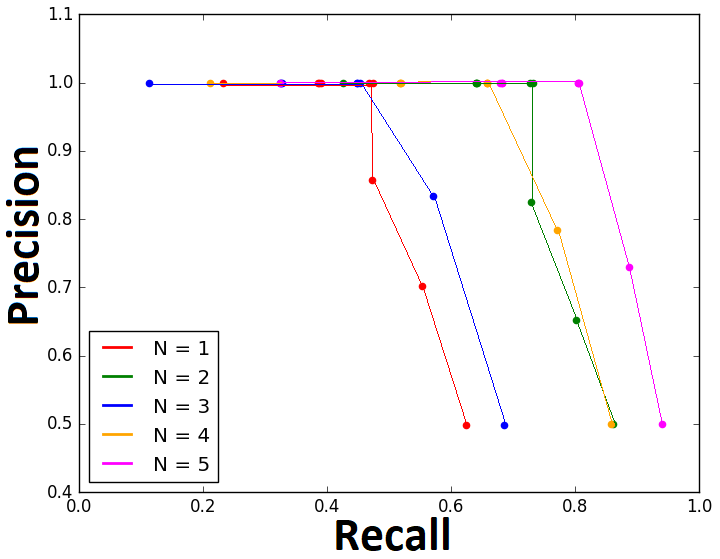 1.1
1.0
0.9
0.8
0.7
0.6
0.5
0.4
Precision
N = 1
N = 2
N = 3
N = 4
N = 5
0.0 0.2 0.4 0.6 0.8 1.0
Recall